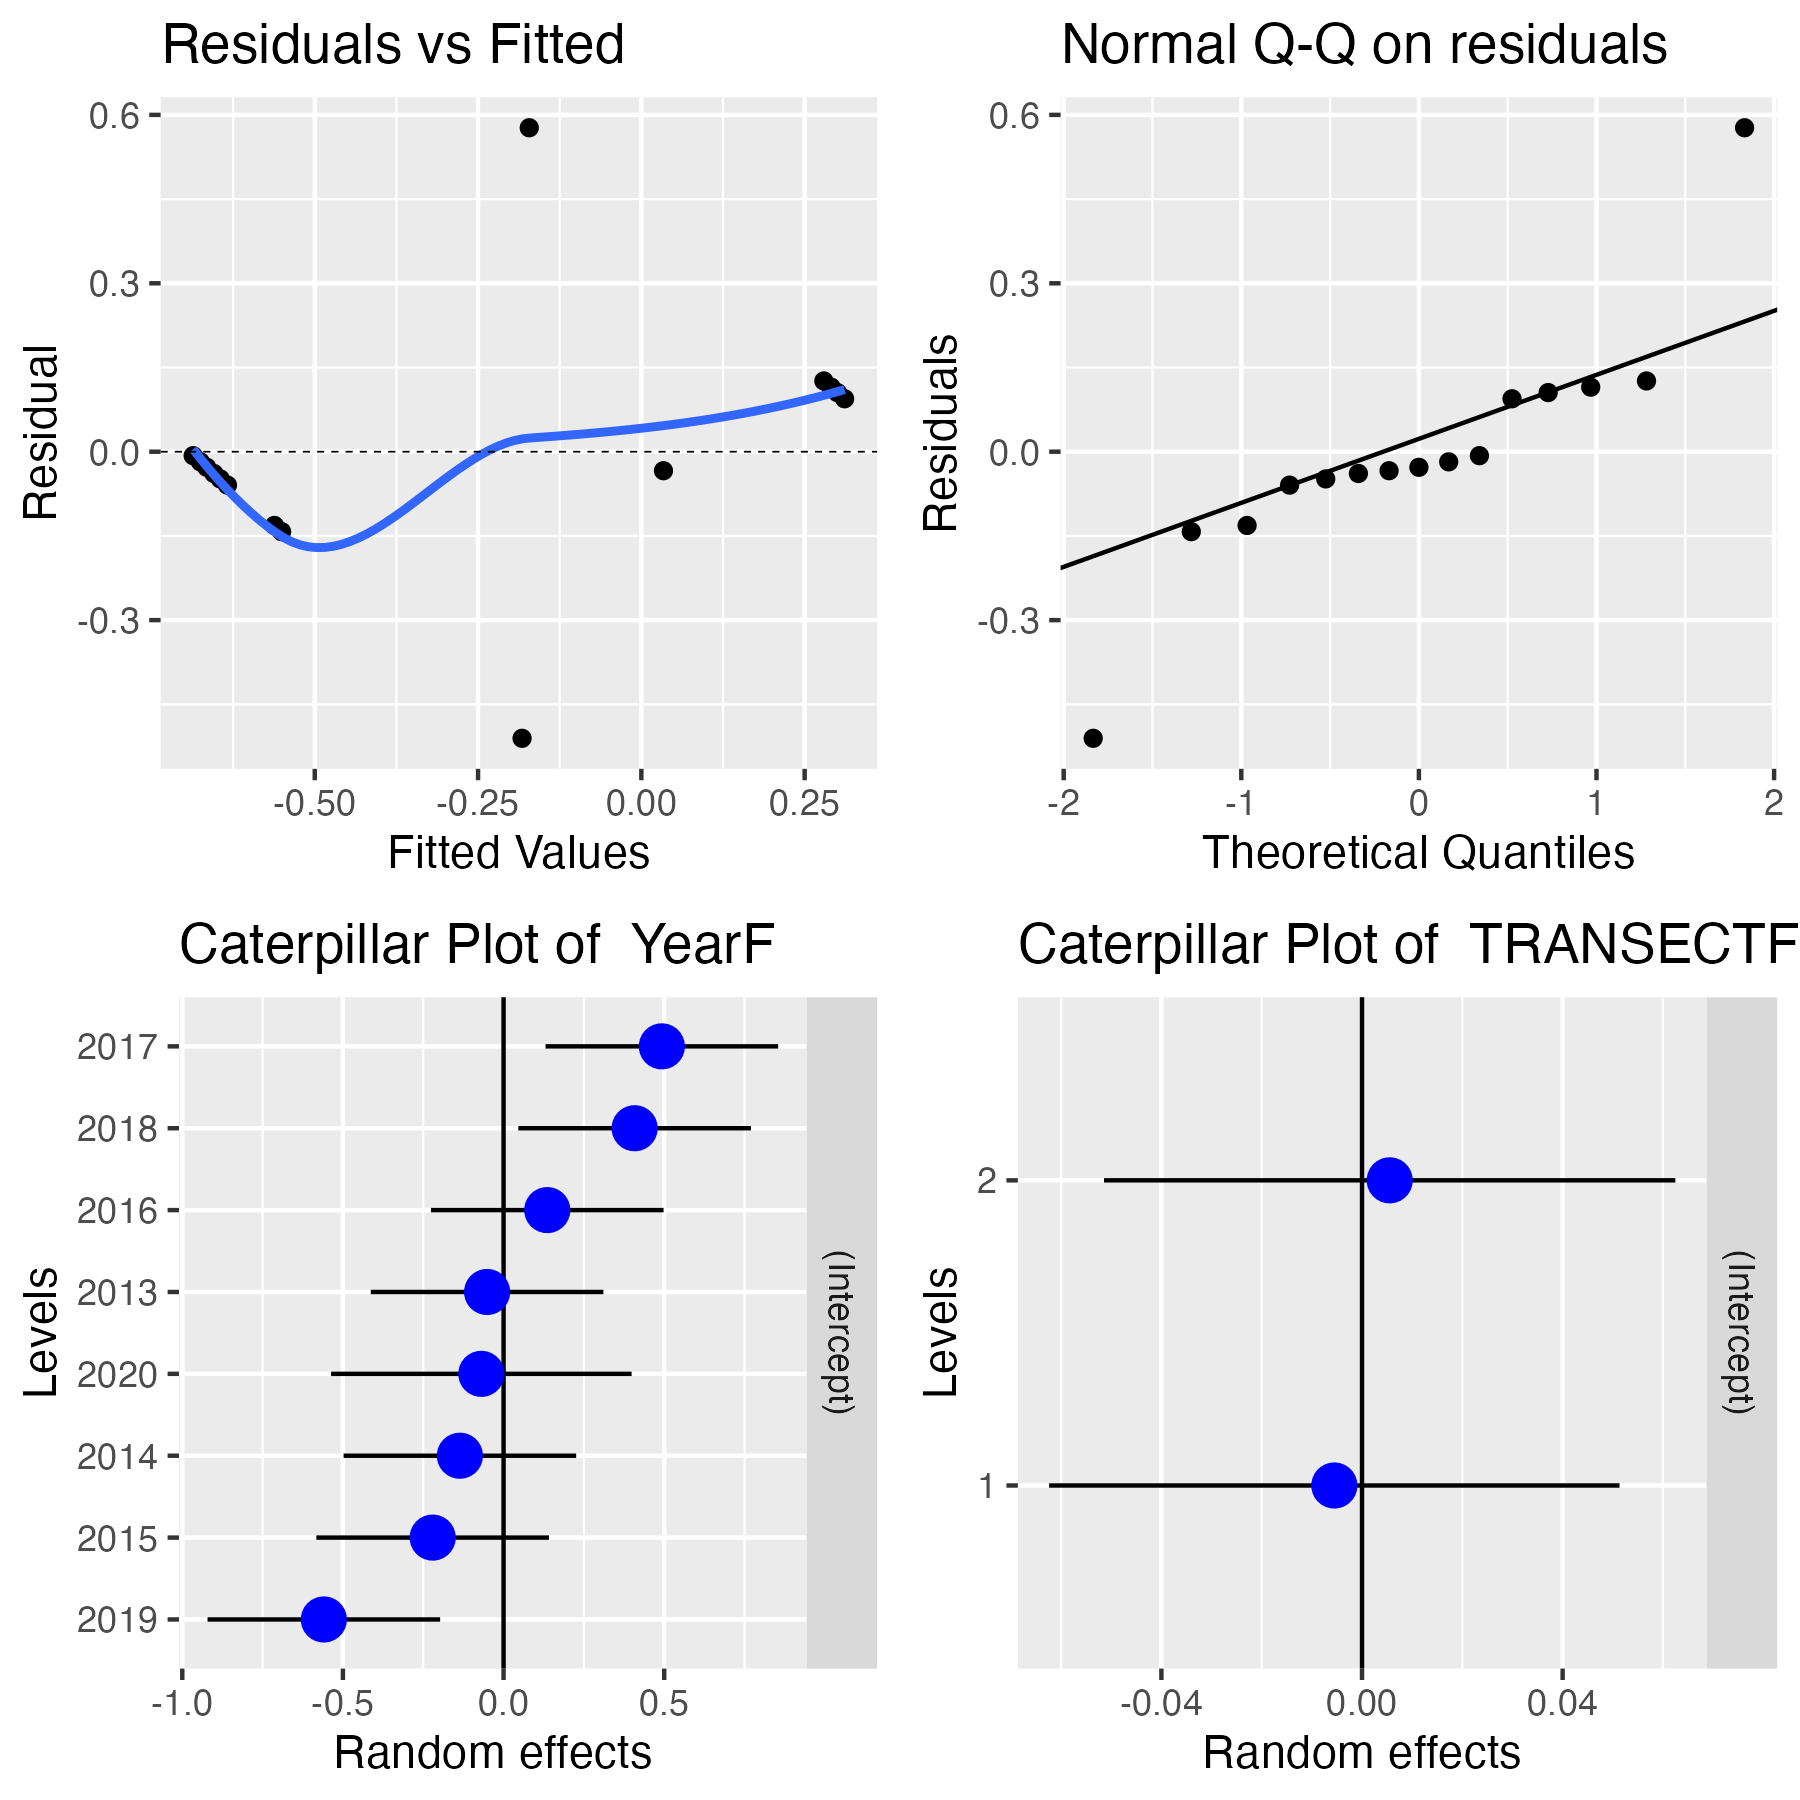 Residuals vs Fitted
0.6
0.3
0.0
-0.3
Residual
-0.50
-0.25
0.00
0.25
Fitted Values
Normal Q-Q on residuals
0.6
0.3
0.0
-0.3
Residuals
-2
-1
0
1
2
Theoretical Quantiles
Caterpillar Plot of  YearF
2017
2018
2016
2013
2020
2014
2015
2019
Levels
(Intercept)
-1.0
-0.5
0.0
0.5
Random effects
Caterpillar Plot of  TRANSECTF
2
1
Levels
(Intercept)
-0.04
0.00
0.04
Random effects